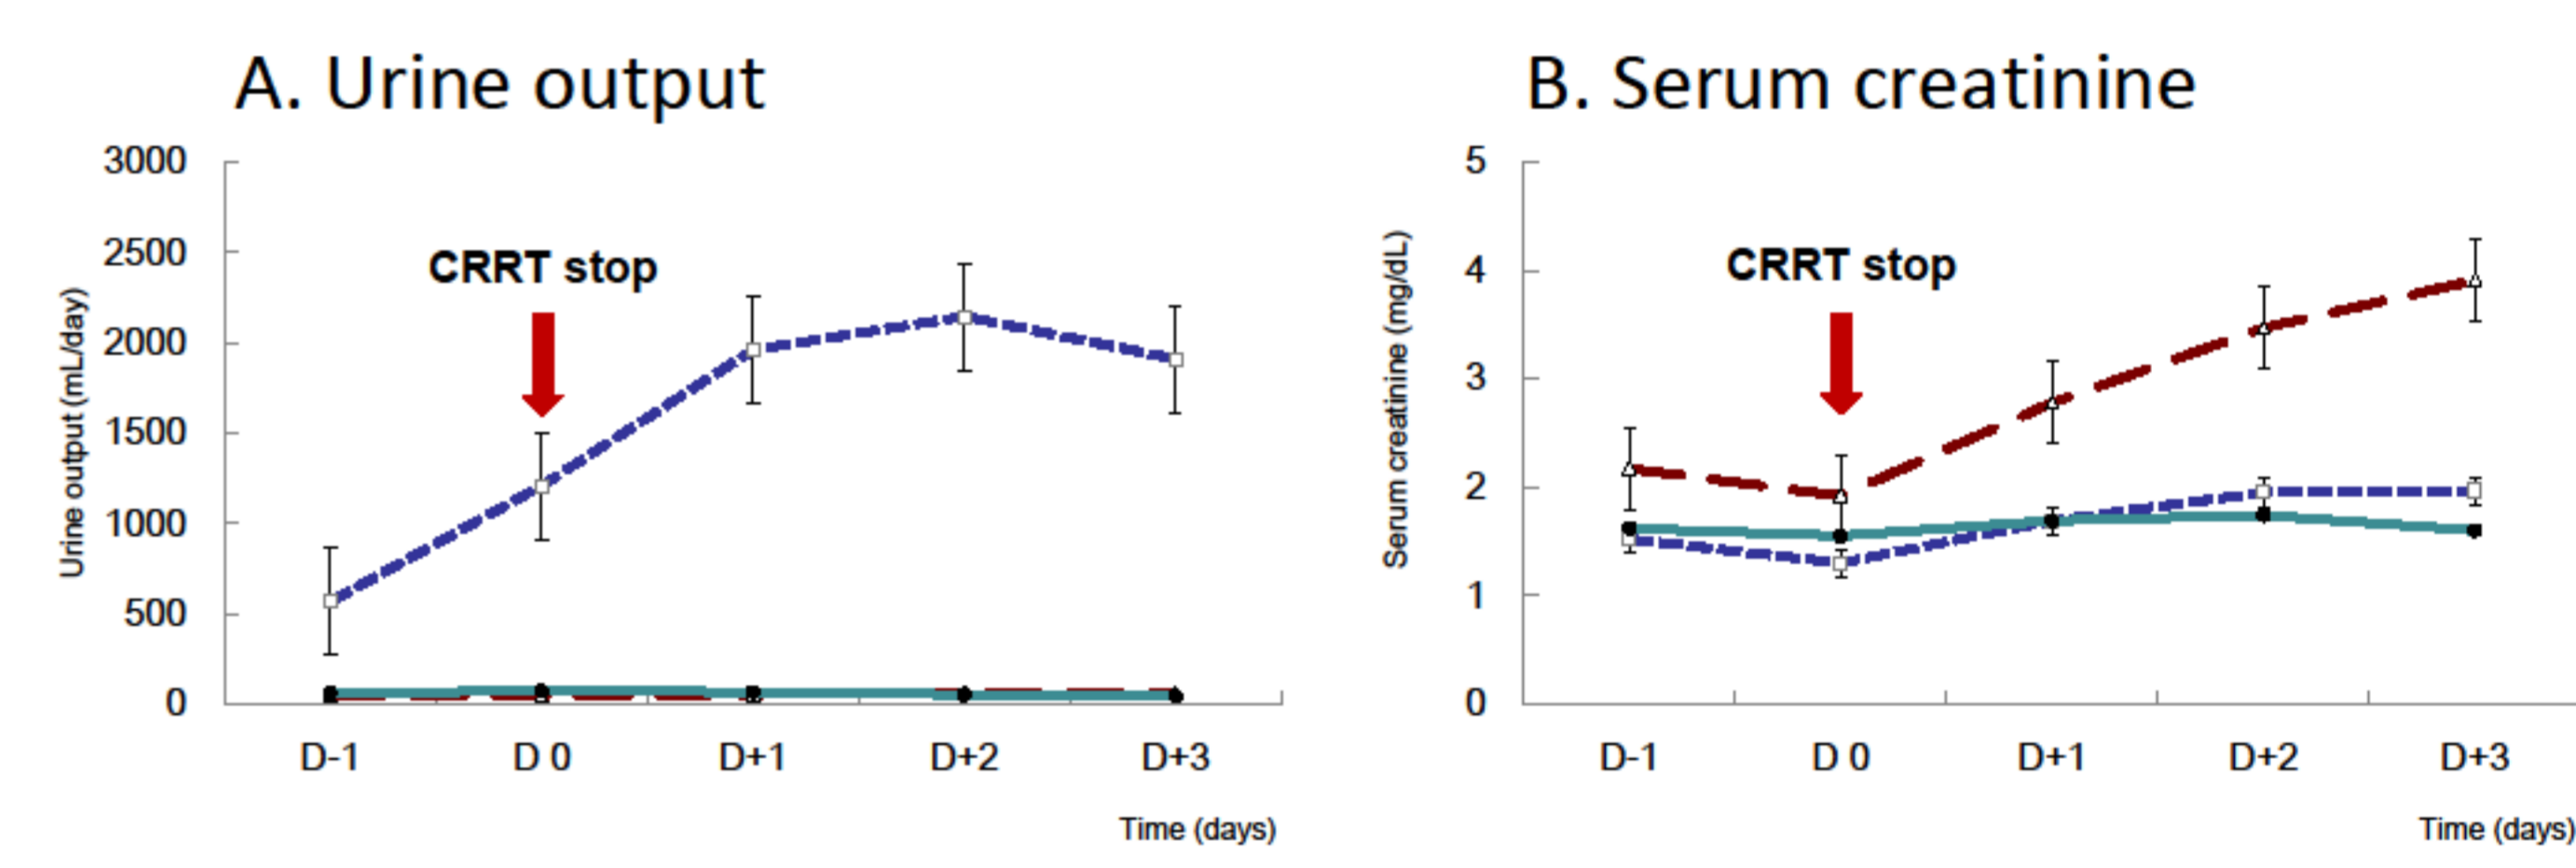 A. Urine output
3000
2500
2000
1500
1000
500
0
Urine output (mL/day)
CRRT stop
D-1 D 0 D+1 D+2 D+3
Time (days)
B. Serum creatinine
5
4
3
2
1
0
Serum creatinine (mg/dL)
CRRT stop
D-1 D 0 D+1 D+2 D+3
Time (days)